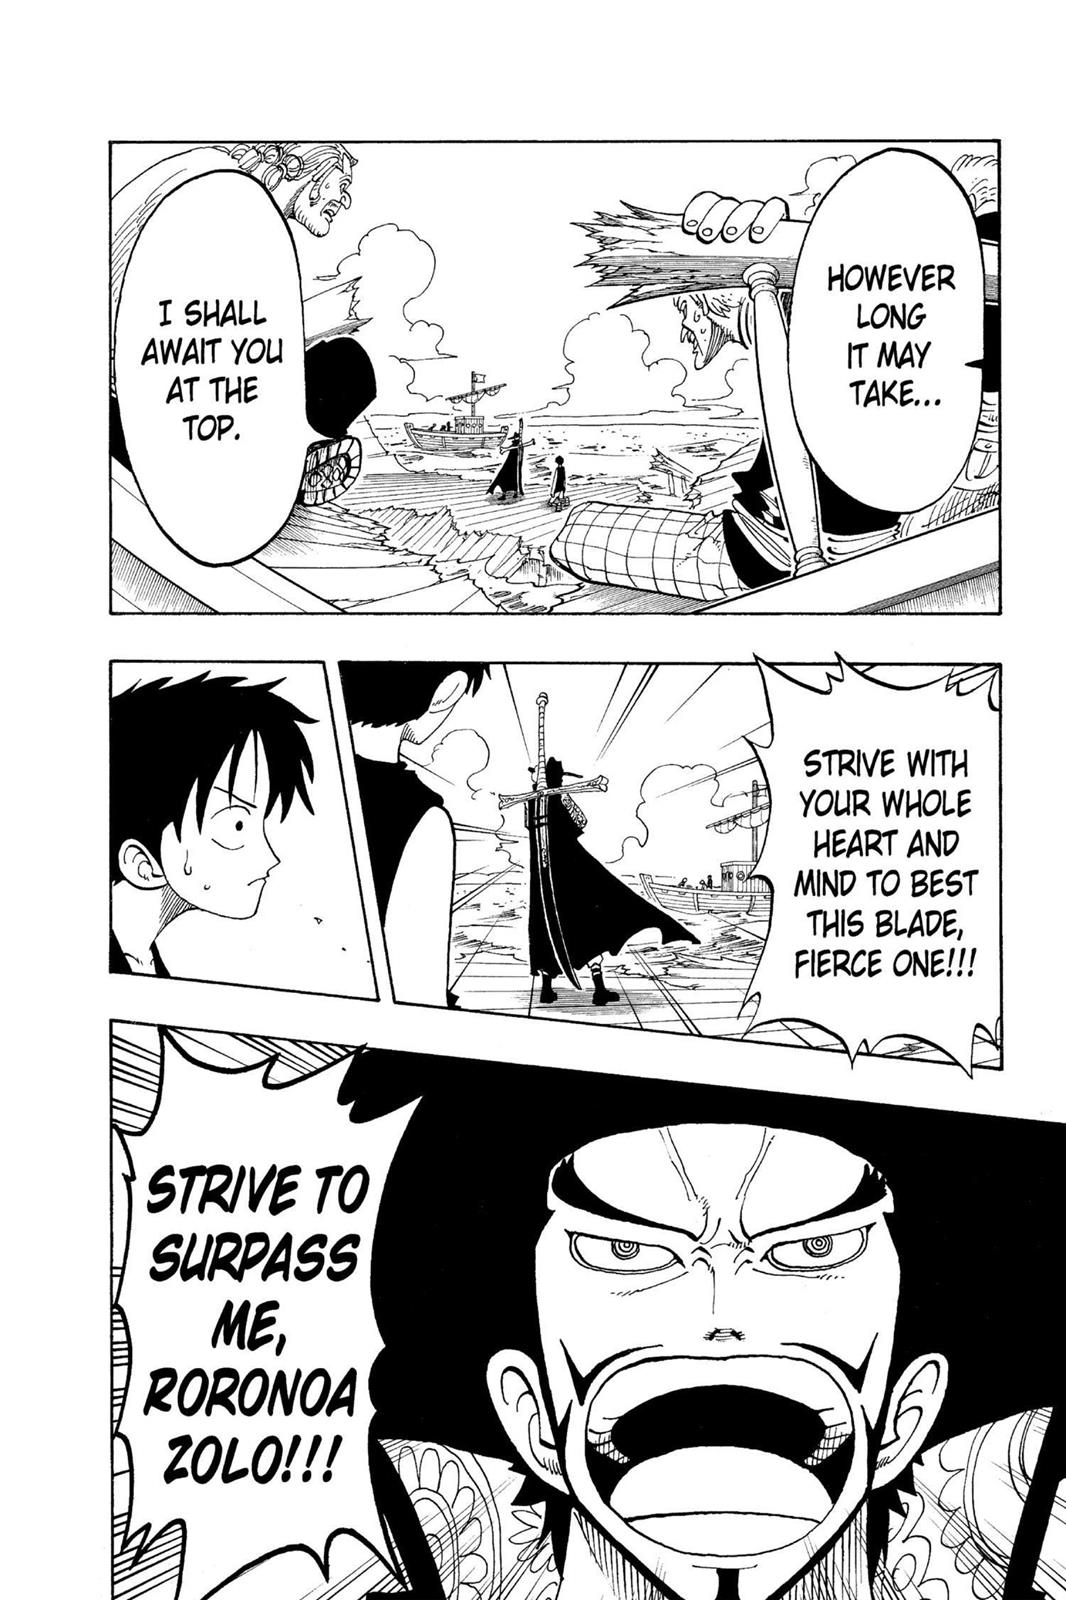 HOWEVER
LONG
IT MAY
TAKE...
I SHALL
AWAIT YOU
AT THE
TOP.
STRIVE WITH
YOUR WHOLE
HEART AND
MIND TO BEST
THIS BLADE,
FIERCE ONE!!!
STRIVE TO
SURPASS
ME,
RORONOA
ZOLO!!!